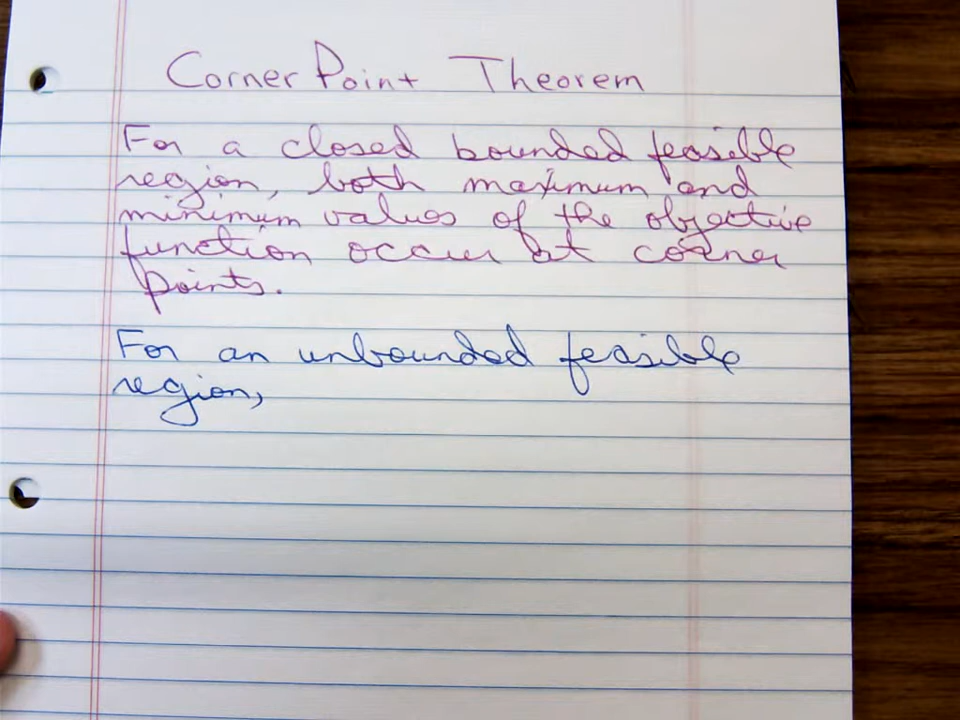 Corner Point Theorem
For a closed bounded feasible
region, both maximum and
minimum values of the objective
function occur at corner
points.
For an unbounded feasible
region,